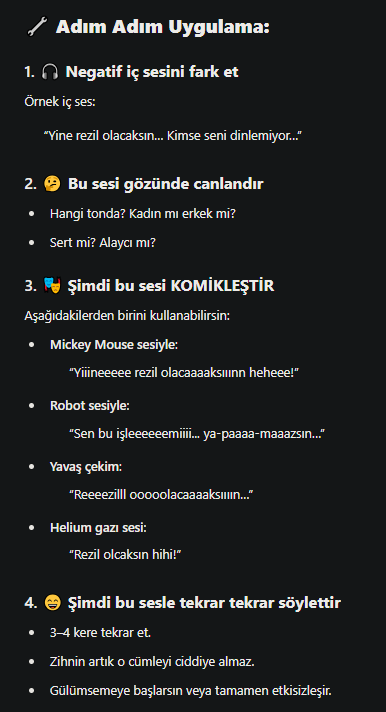 🔧 Adım Adım Uygulama:
1. 🎧 Negatif iç sesini fark et
Örnek iç ses:
“Yine rezil olacaksın... Kimse seni dinlemiyor...”
2. 🤔 Bu sesi gözünde canlandır
• Hangi tonda? Kadın mı erkek mi?
• Sert mi? Alaycı mı?
3. 🎭 Şimdi bu sesi KOMİKLEŞTİR
Aşağıdakilerden birini kullanabilirsin:
• Mickey Mouse sesiyle:
“Yiiineeeee rezil olacaaaaksııınn heheee!”
• Robot sesiyle:
“Sen bu işleeeeeemiiii... ya-paaaa-maaazsın...”
• Yavaş çekim:
“Reeeezilll ooooolacaaaaksıııın...”
• Helium gazı sesi:
“Rezil olcaksın hihi!”
4. 😄 Şimdi bu sesle tekrar tekrar söylettir
• 3–4 kere tekrar et.
• Zihnin artık o cümleyi ciddiye almaz.
• Gülümsemeye başlarsın veya tamamen etkisizleşir.